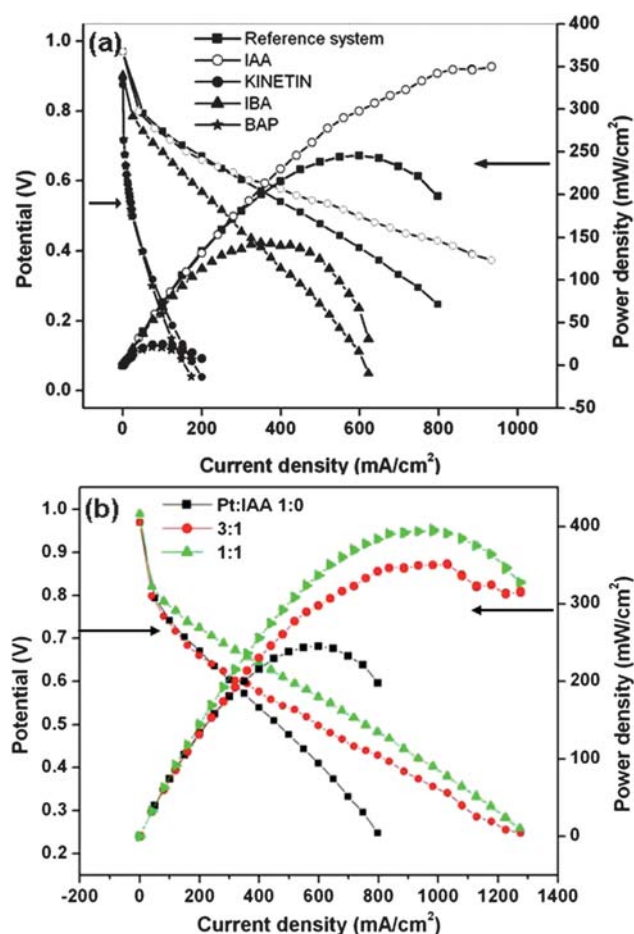 (a)
Reference system
IAA
KINETIN
IBA
BAP
1.0
0.8
0.6
0.4
0.2
0.0
Potential (V)
400
350
300
250
200
150
100
50
0
-50
Power density (mW/cm²)
0 200 400 600 800 1000
Current density (mA/cm²)
(b)
Pt:IAA 1:0
3:1
1:1
1.0
0.9
0.8
0.7
0.6
0.5
0.4
0.3
0.2
Potential (V)
400
300
200
100
0
Power density (mW/cm²)
-200 0 200 400 600 800 1000 1200 1400
Current density (mA/cm²)